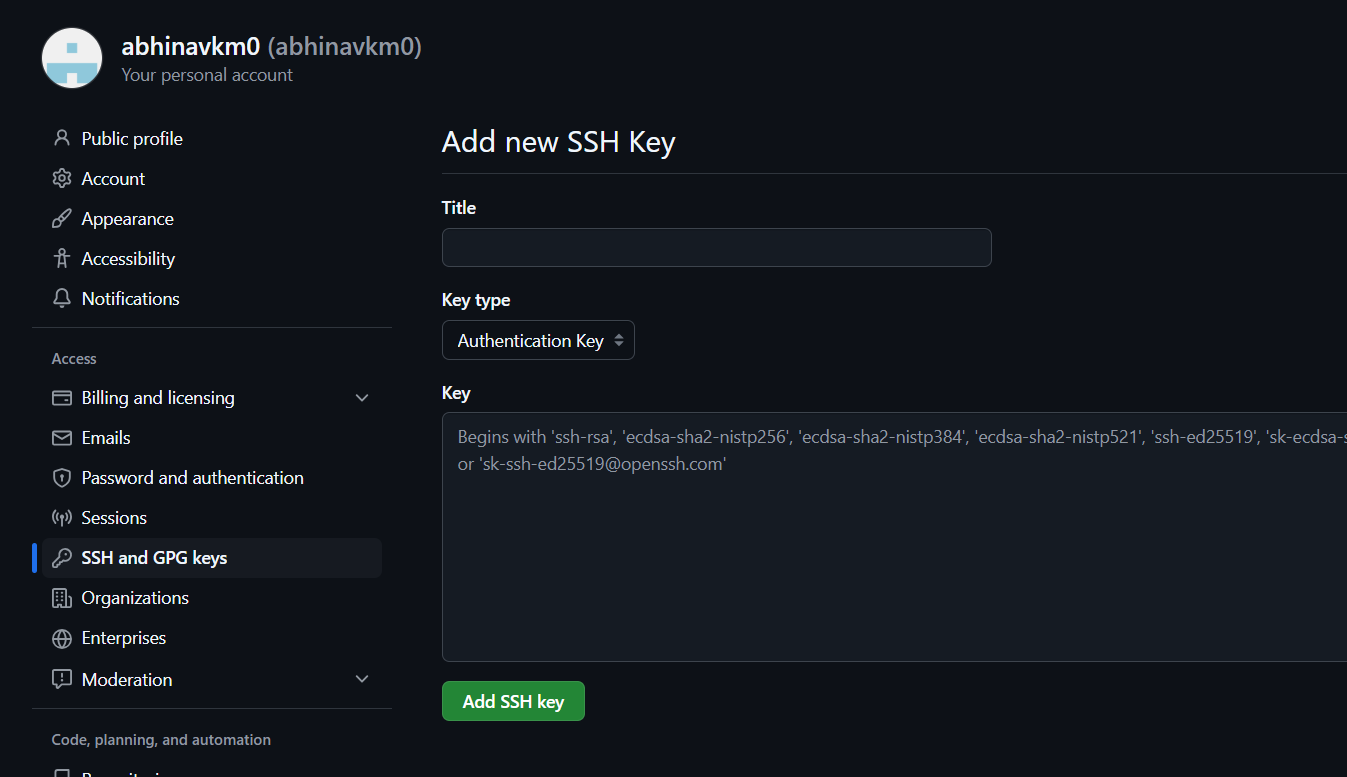 abhinavkm0 (abhinavkm0)
Your personal account
Public profile
Account
Appearance
Accessibility
Notifications
Access
Billing and licensing
Emails
Password and authentication
Sessions
SSH and GPG keys
Organizations
Enterprises
Moderation
Code, planning, and automation
Add new SSH Key
Title
Key type
Authentication Key
Key
Begins with 'ssh-rsa', 'ecdsa-sha2-nistp256', 'ecdsa-sha2-nistp384', 'ecdsa-sha2-nistp521', 'ssh-ed25519', 'sk-ecdsa-s
or 'sk-ssh-ed25519@openssh.com'
Add SSH key